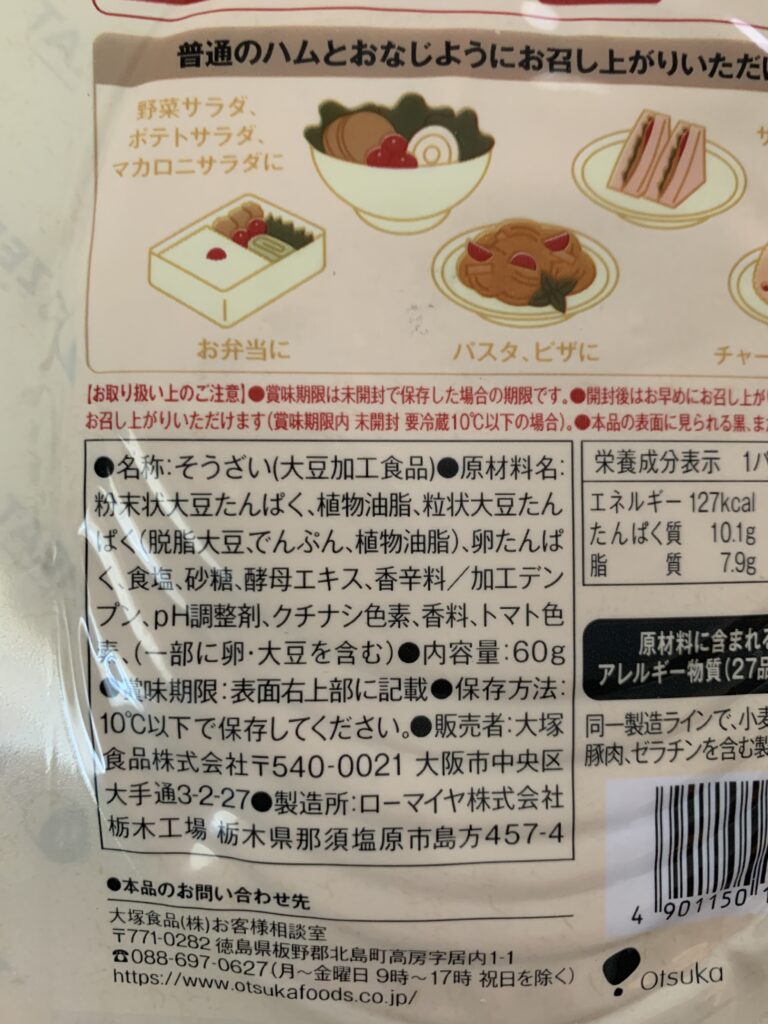 普通のハムとおなじようにお召し上がりいただけ
野菜サラダ、
ポテトサラダ、
マカロニサラダに
お弁当に
パスタ、ピザに
チャー
【お取り扱い上のご注意】●賞味期限は未開封で保存した場合の期限です。●開封後はお早めにお召し上が
お召し上がりいただけます(賞味期限内 未開封 要冷蔵10℃以下の場合)。●本品の表面に見られる黒、ま
●名称:そうざい(大豆加工食品)●原材料名:
粉末状大豆たんぱく、植物油脂、粒状大豆たん
ぱく(脱脂大豆、でんぷん、植物油脂)、卵たんぱ
く、食塩、砂糖、酵母エキス、香辛料/加工デン
プン、pH調整剤、クチナシ色素、香料、トマト色
素、(一部に卵・大豆を含む)●内容量:60g
●賞味期限:表面右上部に記載●保存方法:
10℃以下で保存してください。●販売者:大塚
食品株式会社〒540-0021 大阪市中央区
大手通3-2-27●製造所:ローマイヤ株式会社
栃木工場 栃木県那須塩原市島方457-4
栄養成分表示 1パ
エネルギー 127kcal
たんぱく質 10.1g
脂質 7.9g
原材料に含まれる
アレルギー物質(27品
同一製造ラインで、小麦
豚肉、ゼラチンを含む製
4 901150 1
●本品のお問い合わせ先
大塚食品(株)お客様相談室
〒771-0282 徳島県板野郡北島町高房字居内1-1
☎088-697-0627(月~金曜日 9時~17時 祝日を除く)
https://www.otsukafoods.co.jp/
Otsuka